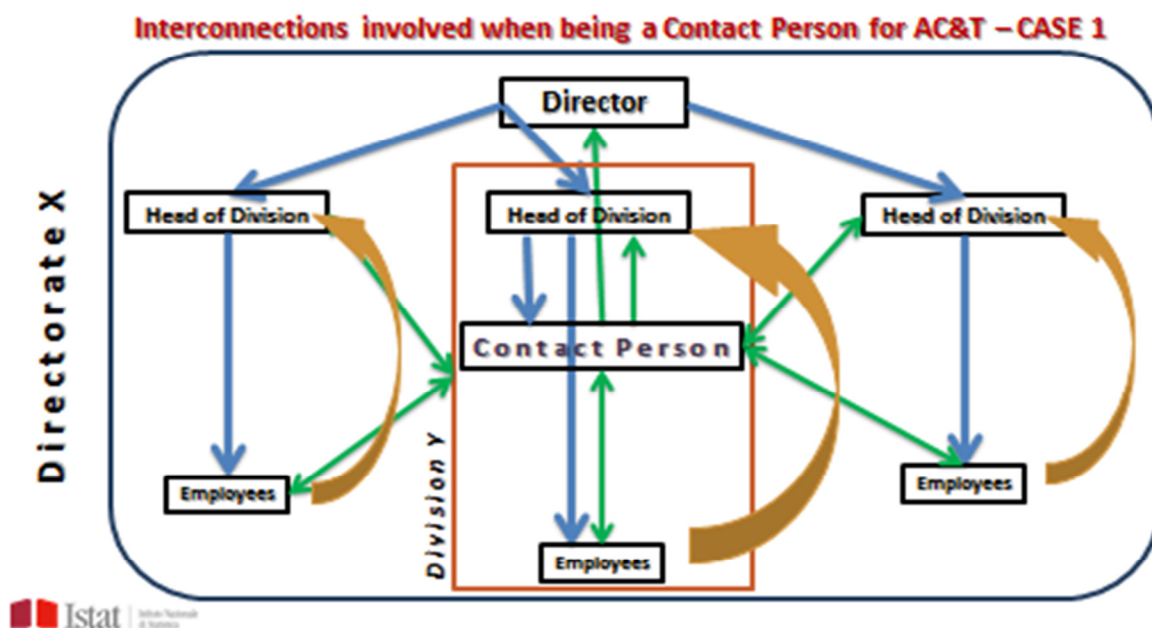 Interconnections involved when being a Contact Person for AC&T – CASE 1
Directorate X
Director
Head of Division
Head of Division
Head of Division
Contact Person
Division Y
Employees
Employees
Employees
Istat